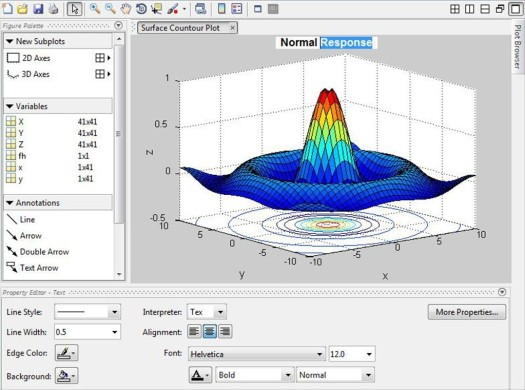 Figure Palette
Surface Countour Plot ×
Plot Browser
New Subplots
2D Axes
3D Axes
Variables
X 41x41
Y 41x41
Z 41x41
fh 1x1
x 1x41
y 1x41
Annotations
Line
Arrow
Double Arrow
Text Arrow
Normal Response
1
0.5
0
-0.5
z
10
5
0
-5
-10
y
-10
-5
0
5
10
x
Property Editor - Text
Line Style:
Interpreter: Tex
More Properties...
Line Width: 0.5
Alignment:
Edge Color:
Font: Helvetica 12.0
Background:
A Bold Normal